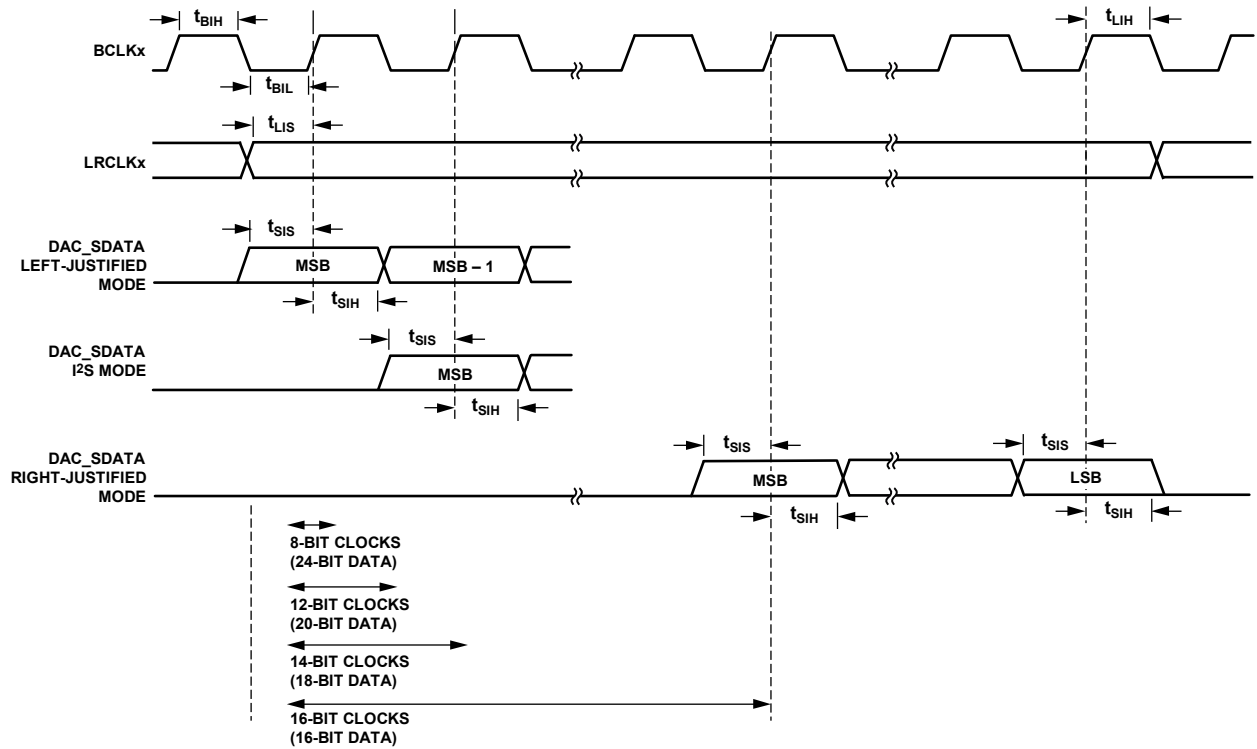 tBIH
tLIH
BCLKx
tBIL
tLIS
LRCLKx
tSIS
DAC_SDATA
LEFT-JUSTIFIED
MODE
MSB
MSB – 1
tSIH
tSIS
DAC_SDATA
I2S MODE
MSB
tSIH
tSIS
tSIS
DAC_SDATA
RIGHT-JUSTIFIED
MODE
MSB
LSB
tSIH
tSIH
8-BIT CLOCKS
(24-BIT DATA)
12-BIT CLOCKS
(20-BIT DATA)
14-BIT CLOCKS
(18-BIT DATA)
16-BIT CLOCKS
(16-BIT DATA)